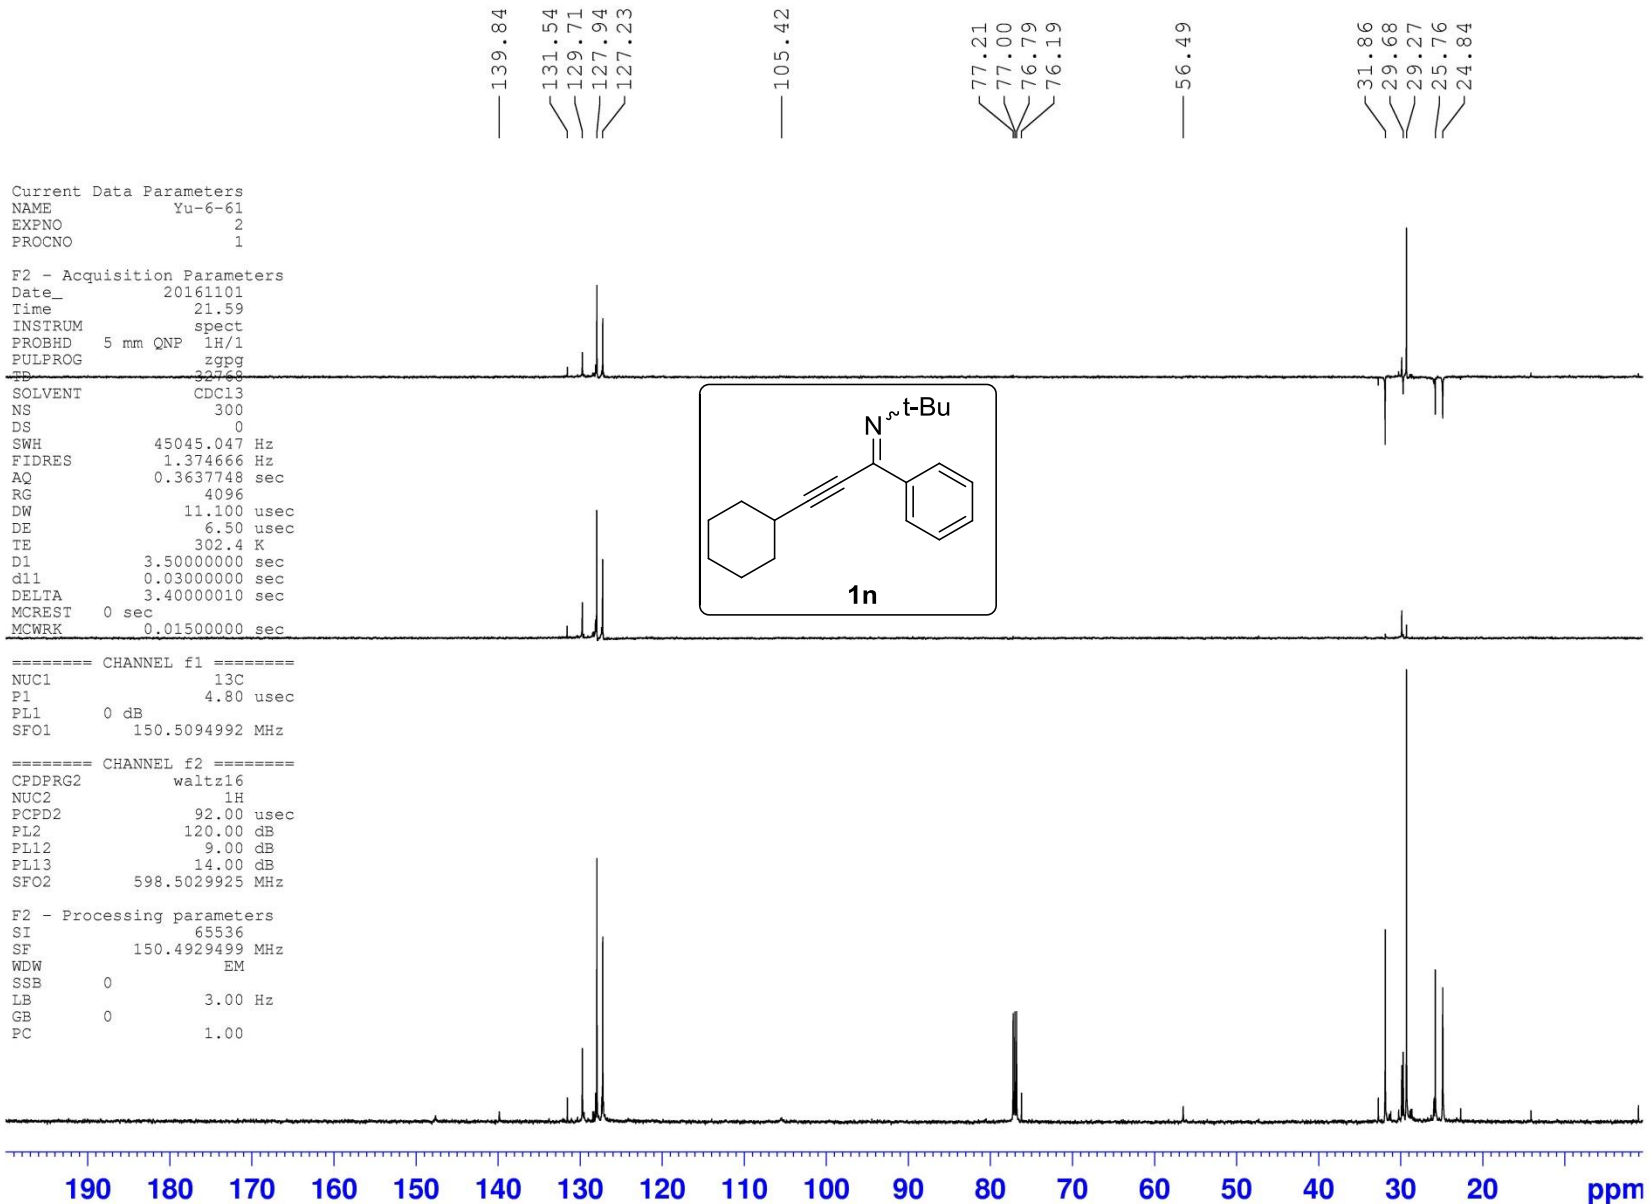 139.84
131.54
129.71
127.94
127.23
105.42
77.21
77.00
76.79
76.19
56.49
31.86
29.68
29.27
25.76
24.84
Current Data Parameters
NAME Yu-6-61
EXPNO 2
PROCNO 1
F2 - Acquisition Parameters
Date_ 20161101
Time 21.59
INSTRUM spect
PROBHD 5 mm QNP 1H/1
PULPROG zgpg
TD 32768
SOLVENT CDCl3
NS 300
DS 0
SWH 45045.047 Hz
FIDRES 1.374666 Hz
AQ 0.3637748 sec
RG 4096
DW 11.100 usec
DE 6.50 usec
TE 302.4 K
D1 3.50000000 sec
d11 0.03000000 sec
DELTA 3.40000010 sec
MCREST 0 sec
MCWRK 0.01500000 sec
======== CHANNEL f1 ========
NUC1 13C
P1 4.80 usec
PL1 0 dB
SFO1 150.5094992 MHz
======== CHANNEL f2 ========
CPDPRG2 waltz16
NUC2 1H
PCPD2 92.00 usec
PL2 120.00 dB
PL12 9.00 dB
PL13 14.00 dB
SFO2 598.5029925 MHz
F2 - Processing parameters
SI 65536
SF 150.4929499 MHz
WDW EM
SSB 0
LB 3.00 Hz
GB 0
PC 1.00
N t-Bu
1n
190 180 170 160 150 140 130 120 110 100 90 80 70 60 50 40 30 20 ppm